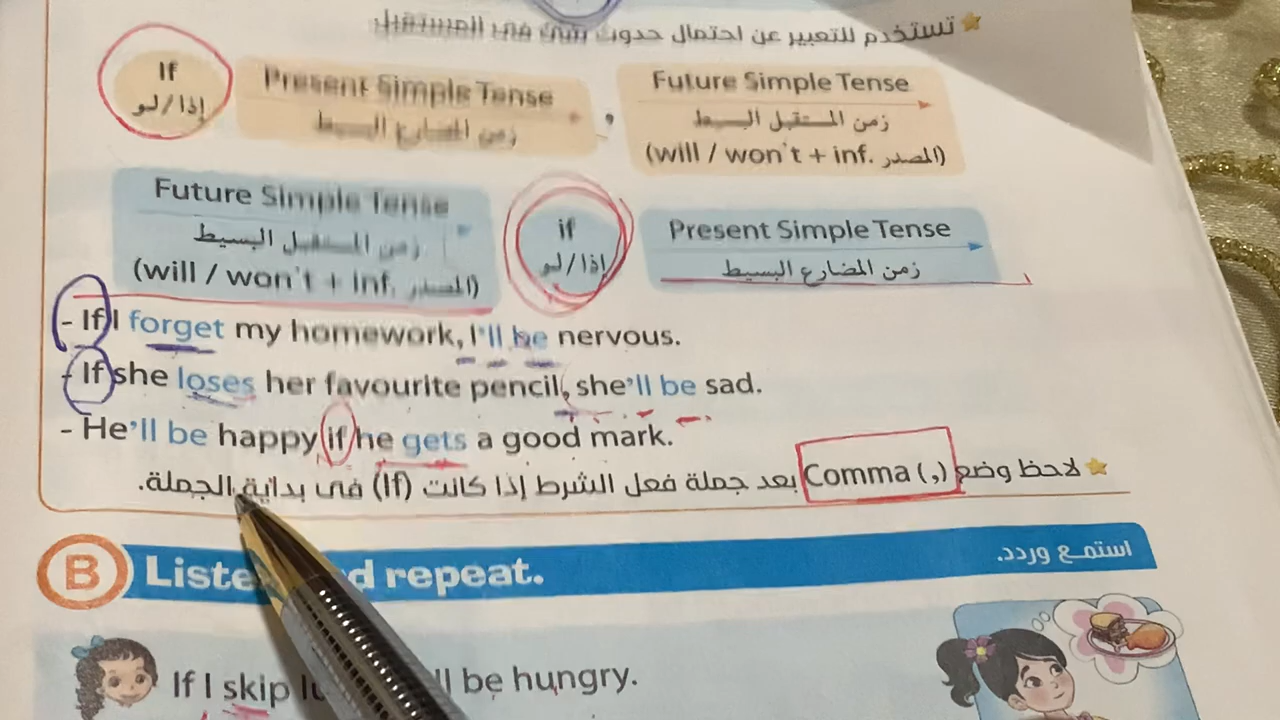 تستخدم للتعبير عن احتمال حدوث شئ فى المستقبل
If
إذا/لو
Present Simple Tense
زمن المضارع البسيط
,
Future Simple Tense
زمن المستقبل البسيط
(will / won't + inf. المصدر)
Future Simple Tense
زمن المستقبل البسيط
(will / won't + inf. المصدر)
if
إذا/لو
Present Simple Tense
زمن المضارع البسيط
- If I forget my homework, I'll be nervous.
- If she loses her favourite pencil, she'll be sad.
- He'll be happy if he gets a good mark.
لاحظ وضع Comma (,) بعد جملة فعل الشرط إذا كانت (If) فى بداية الجملة.
B
repeat.
استمع وردد.
If I skip
be hungry.